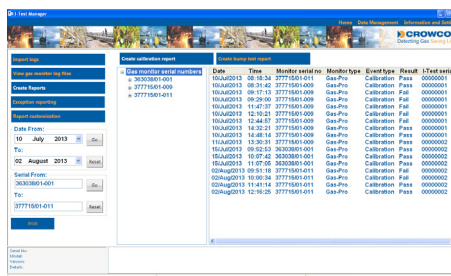 I-Test Manager
Home Data Management Information and Setti
CROWCO
Detecting Gas Saving Li
Import logs
View gas monitor log files
Create Reports
Exception reporting
Report customisation
Date From:
10 July 2013 Go
To:
02 August 2013 Reset
Serial From:
363038/01-001 Go
To:
377715/01-011 Reset
Create calibration report
Gas monitor serial numbers
363038/01-001
377715/01-009
377715/01-011
Create bump test report
Date Time Monitor serial no Monitor type Event type Result I-Test seria
10/Jul/2013 08:18:34 377715/01-009 Gas-Pro Calibration Pass 00000001
10/Jul/2013 08:31:42 377715/01-009 Gas-Pro Calibration Pass 00000001
10/Jul/2013 09:17:13 377715/01-009 Gas-Pro Calibration Fail 00000001
10/Jul/2013 09:29:00 377715/01-009 Gas-Pro Calibration Fail 00000001
10/Jul/2013 11:47:37 377715/01-009 Gas-Pro Calibration Pass 00000001
10/Jul/2013 12:10:21 377715/01-009 Gas-Pro Calibration Fail 00000001
10/Jul/2013 12:44:57 377715/01-009 Gas-Pro Calibration Fail 00000001
10/Jul/2013 14:32:21 377715/01-009 Gas-Pro Calibration Pass 00000001
10/Jul/2013 14:48:14 377715/01-009 Gas-Pro Calibration Pass 00000001
11/Jul/2013 13:30:31 377715/01-009 Gas-Pro Calibration Pass 00000002
15/Jul/2013 09:52:53 363038/01-001 Gas-Pro Calibration Pass 00000002
15/Jul/2013 10:07:42 363038/01-001 Gas-Pro Calibration Pass 00000002
15/Jul/2013 11:07:05 363038/01-001 Gas-Pro Calibration Pass 00000002
02/Aug/2013 09:51:18 377715/01-011 Gas-Pro Calibration Fail 00000002
02/Aug/2013 10:00:34 377715/01-011 Gas-Pro Calibration Fail 00000002
02/Aug/2013 11:41:14 377715/01-011 Gas-Pro Calibration Pass 00000002
02/Aug/2013 12:16:25 377715/01-011 Gas-Pro Calibration Pass 00000002
Serial No:
Model:
Version:
Details: